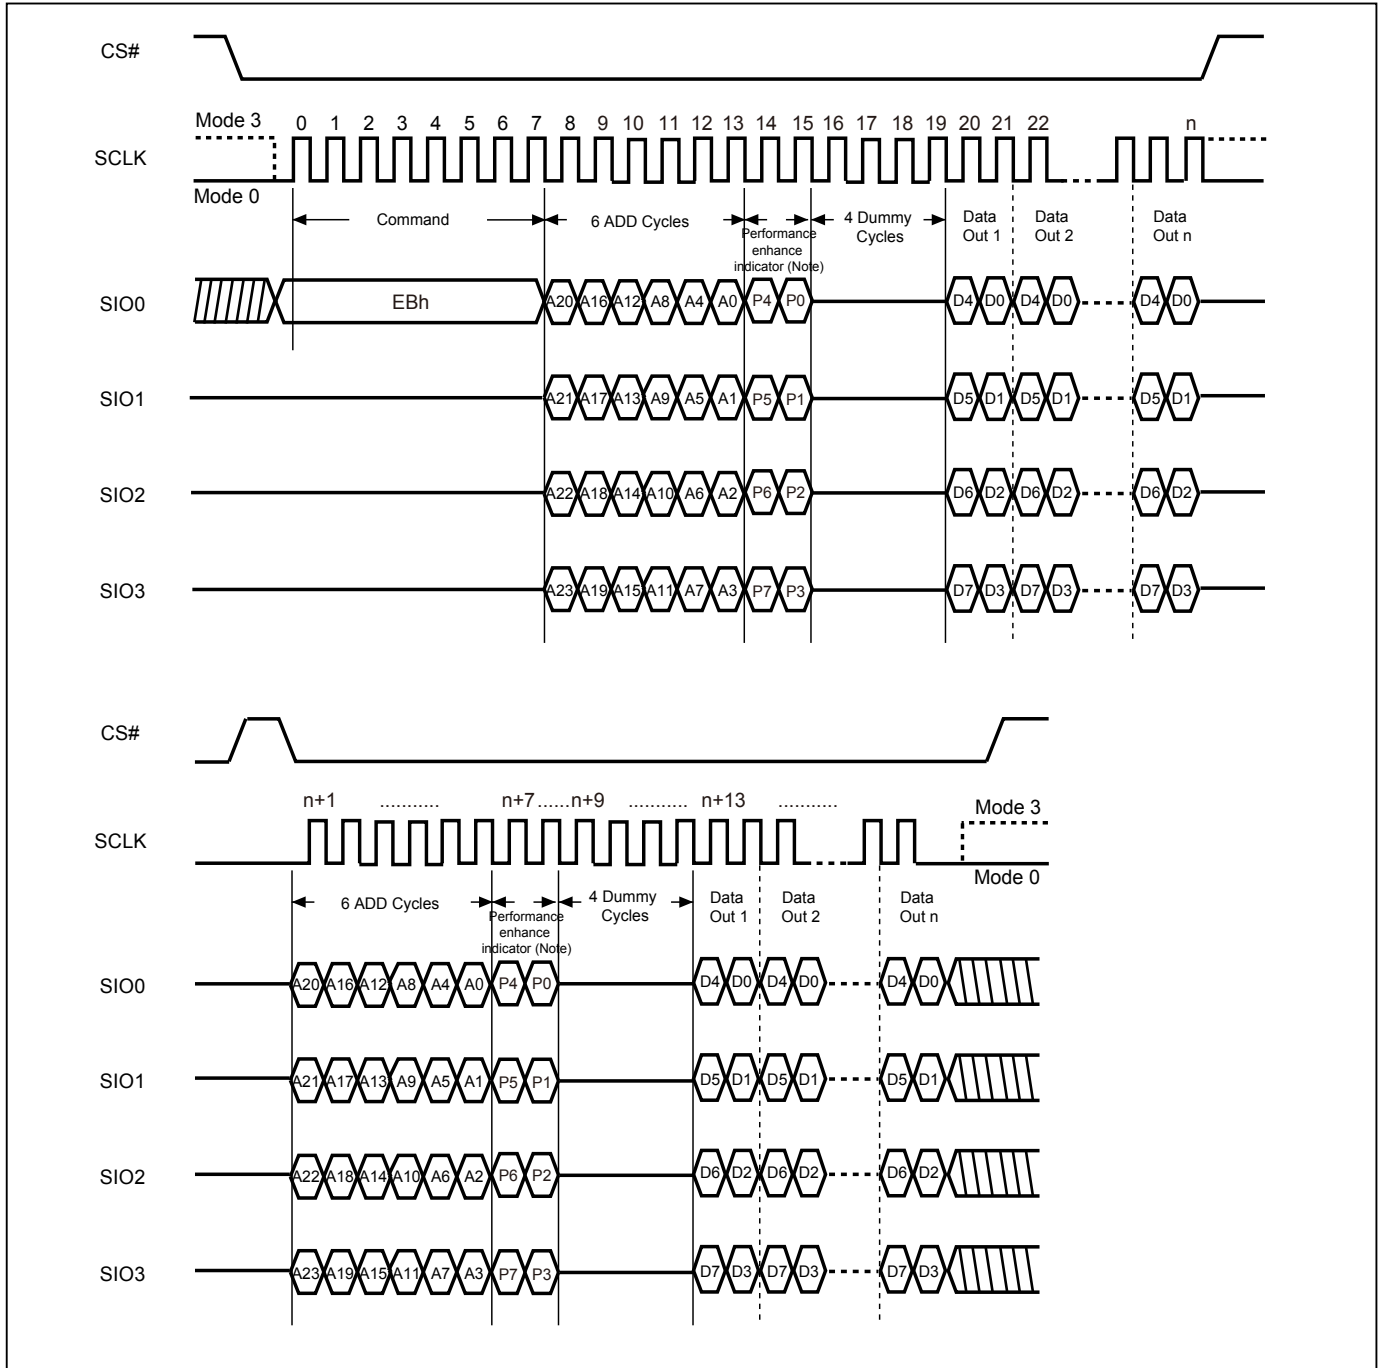 CS#
Mode 3
0 1 2 3 4 5 6 7 8 9 10 11 12 13 14 15 16 17 18 19 20 21 22 n
SCLK
Mode 0
Command 6 ADD Cycles 4 Dummy Cycles Data Out 1 Data Out 2 Data Out n
Performance enhance indicator (Note)
SIO0 EBh A20 A16 A12 A8 A4 A0 P4 P0 D4 D0 D4 D0 D4 D0
SIO1 A21 A17 A13 A9 A5 A1 P5 P1 D5 D1 D5 D1 D5 D1
SIO2 A22 A18 A14 A10 A6 A2 P6 P2 D6 D2 D6 D2 D6 D2
SIO3 A23 A19 A15 A11 A7 A3 P7 P3 D7 D3 D7 D3 D7 D3
CS#
n+1 ........... n+7 ...... n+9 ........... n+13 ...........
Mode 3
SCLK
Mode 0
6 ADD Cycles 4 Dummy Cycles Data Out 1 Data Out 2 Data Out n
Performance enhance indicator (Note)
SIO0 A20 A16 A12 A8 A4 A0 P4 P0 D4 D0 D4 D0 D4 D0
SIO1 A21 A17 A13 A9 A5 A1 P5 P1 D5 D1 D5 D1 D5 D1
SIO2 A22 A18 A14 A10 A6 A2 P6 P2 D6 D2 D6 D2 D6 D2
SIO3 A23 A19 A15 A11 A7 A3 P7 P3 D7 D3 D7 D3 D7 D3